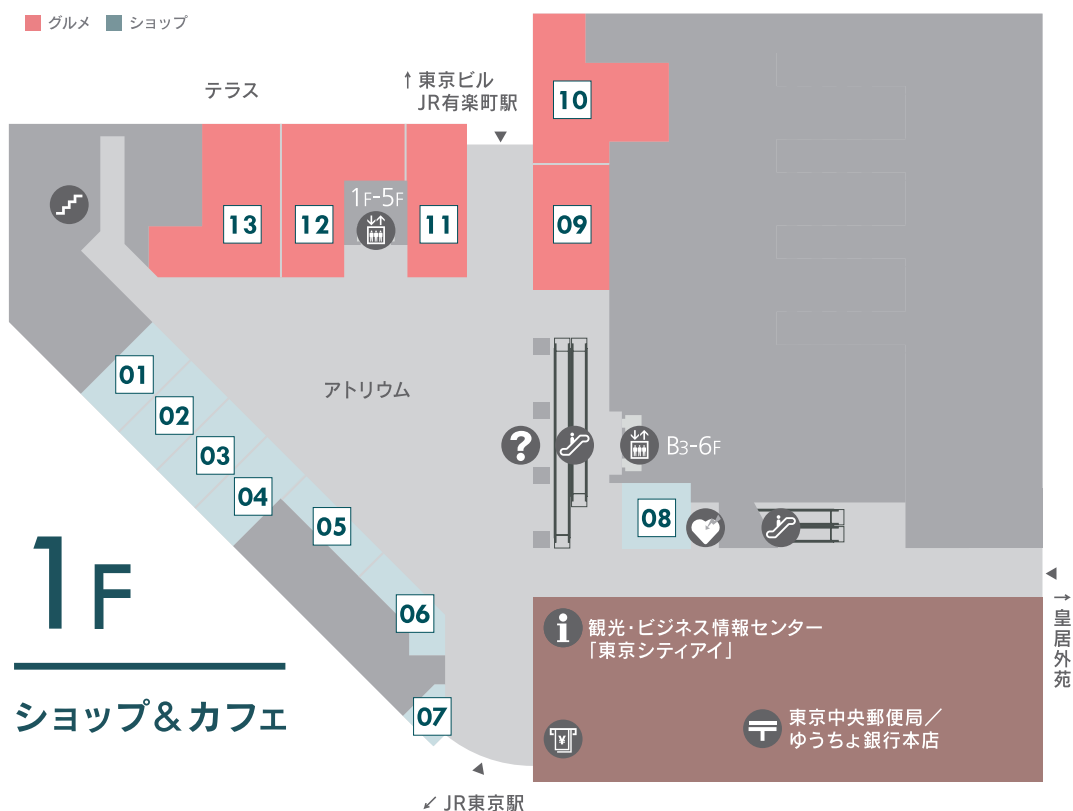 グルメ ショップ
テラス
↑東京ビル
JR有楽町駅
10
1F-5F
13
12
11
09
01
アトリウム
02
03
04
?
B3-6F
05
08
06
07
1F
ショップ&カフェ
i
観光・ビジネス情報センター
「東京シティアイ」
¥
〒
東京中央郵便局／
ゆうちょ銀行本店
→皇居外苑
↙ JR東京駅